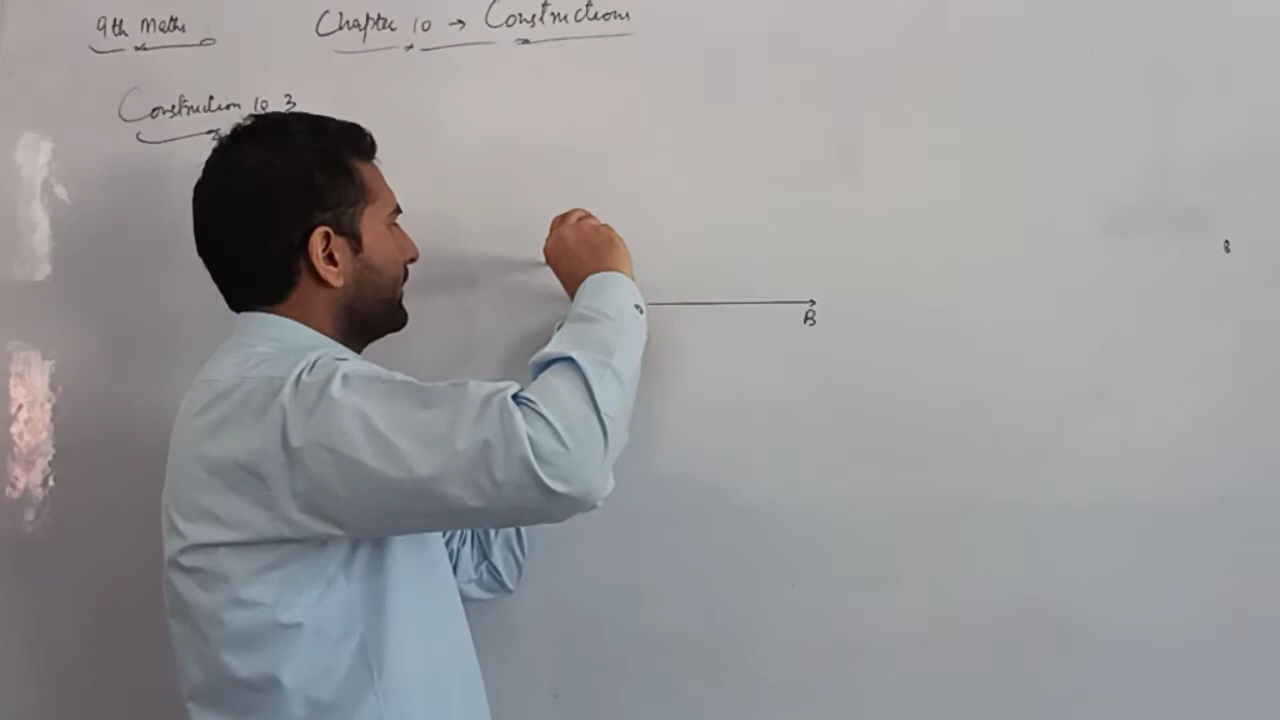 9th Maths
Chapter 10 → Constructions
Construction 10.3
B